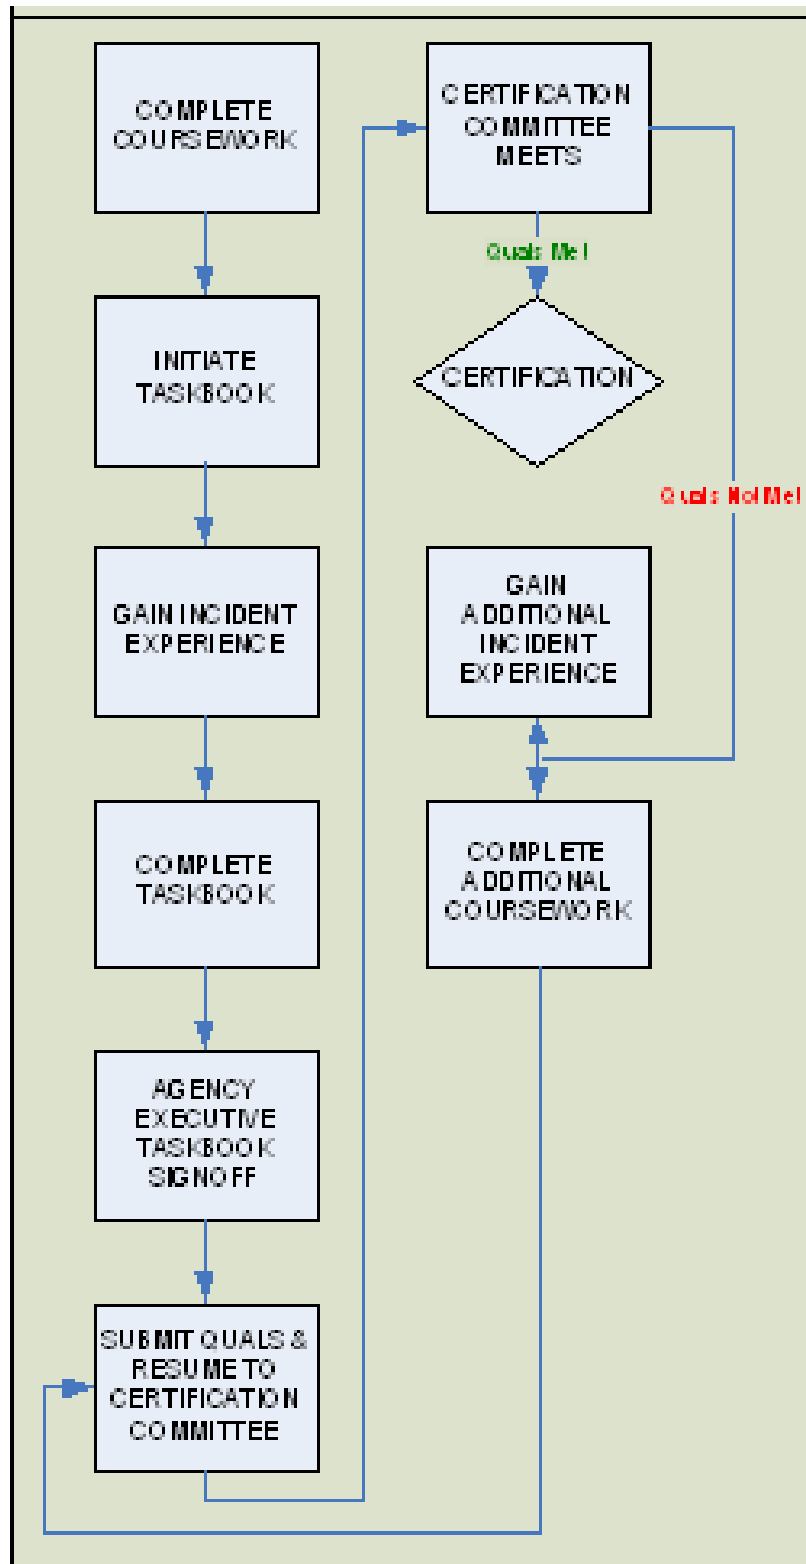 COMPLETE
COURSEWORK
INITIATE
TASKBOOK
GAIN INCIDENT
EXPERIENCE
COMPLETE
TASKBOOK
AGENCY
EXECUTIVE
TASKBOOK
SIGNOFF
SUBMIT QUALS &
RESUME TO
CERTIFICATION
COMMITTEE
CERTIFICATION
COMMITTEE
MEETS
Quals Met
CERTIFICATION
Quals Not Met
GAIN
ADDITIONAL
INCIDENT
EXPERIENCE
COMPLETE
ADDITIONAL
COURSEWORK